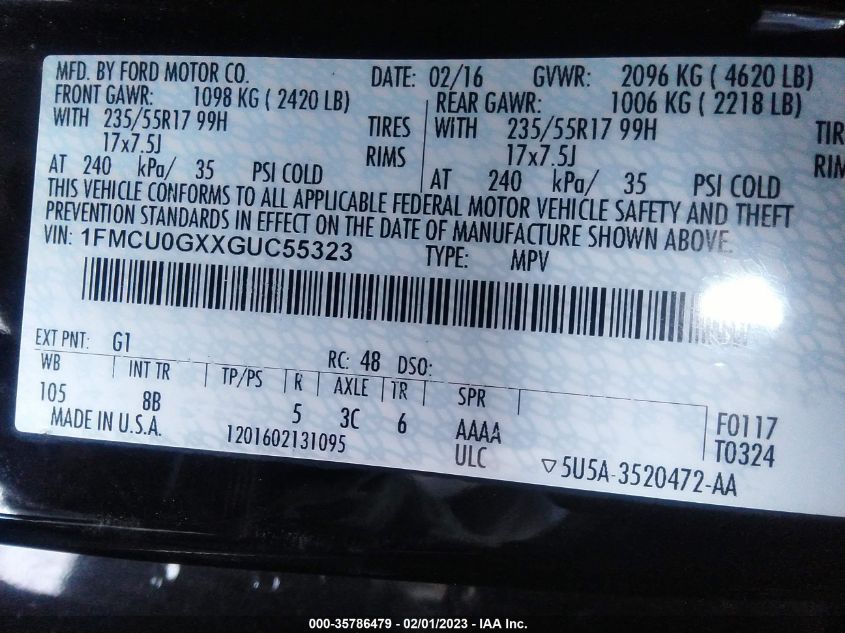 MFD. BY FORD MOTOR CO. DATE: 02/16 GVWR: 2096 KG ( 4620 LB)
FRONT GAWR: 1098 KG ( 2420 LB) REAR GAWR: 1006 KG ( 2218 LB)
WITH 235/55R17 99H TIRES WITH 235/55R17 99H TIR
17x7.5J RIMS 17x7.5J RIM
AT 240 kPa/ 35 PSI COLD AT 240 kPa/ 35 PSI COLD
THIS VEHICLE CONFORMS TO ALL APPLICABLE FEDERAL MOTOR VEHICLE SAFETY AND THEFT
PREVENTION STANDARDS IN EFFECT ON THE DATE OF MANUFACTURE SHOWN ABOVE.
VIN: 1FMCU0GXXGUC55323 TYPE: MPV
EXT PNT: G1 RC: 48 DSO:
WB INT TR TP/PS R AXLE TR SPR
105 8B 5 3C 6 AAAA F0117
MADE IN U.S.A. 1201602131095 ULC T0324
▽5U5A-3520472-AA
000-35786479 - 02/01/2023 - IAA Inc.